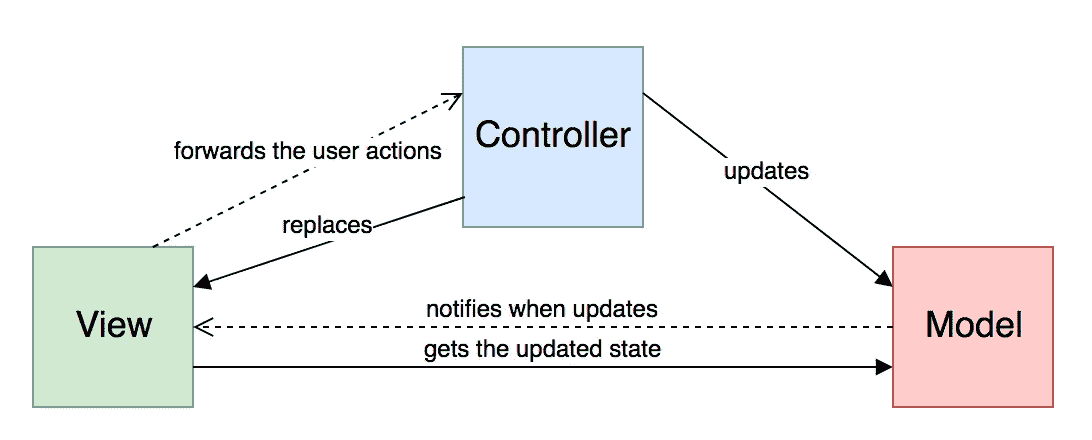 Controller
forwards the user actions
updates
replaces
View
notifies when updates
gets the updated state
Model